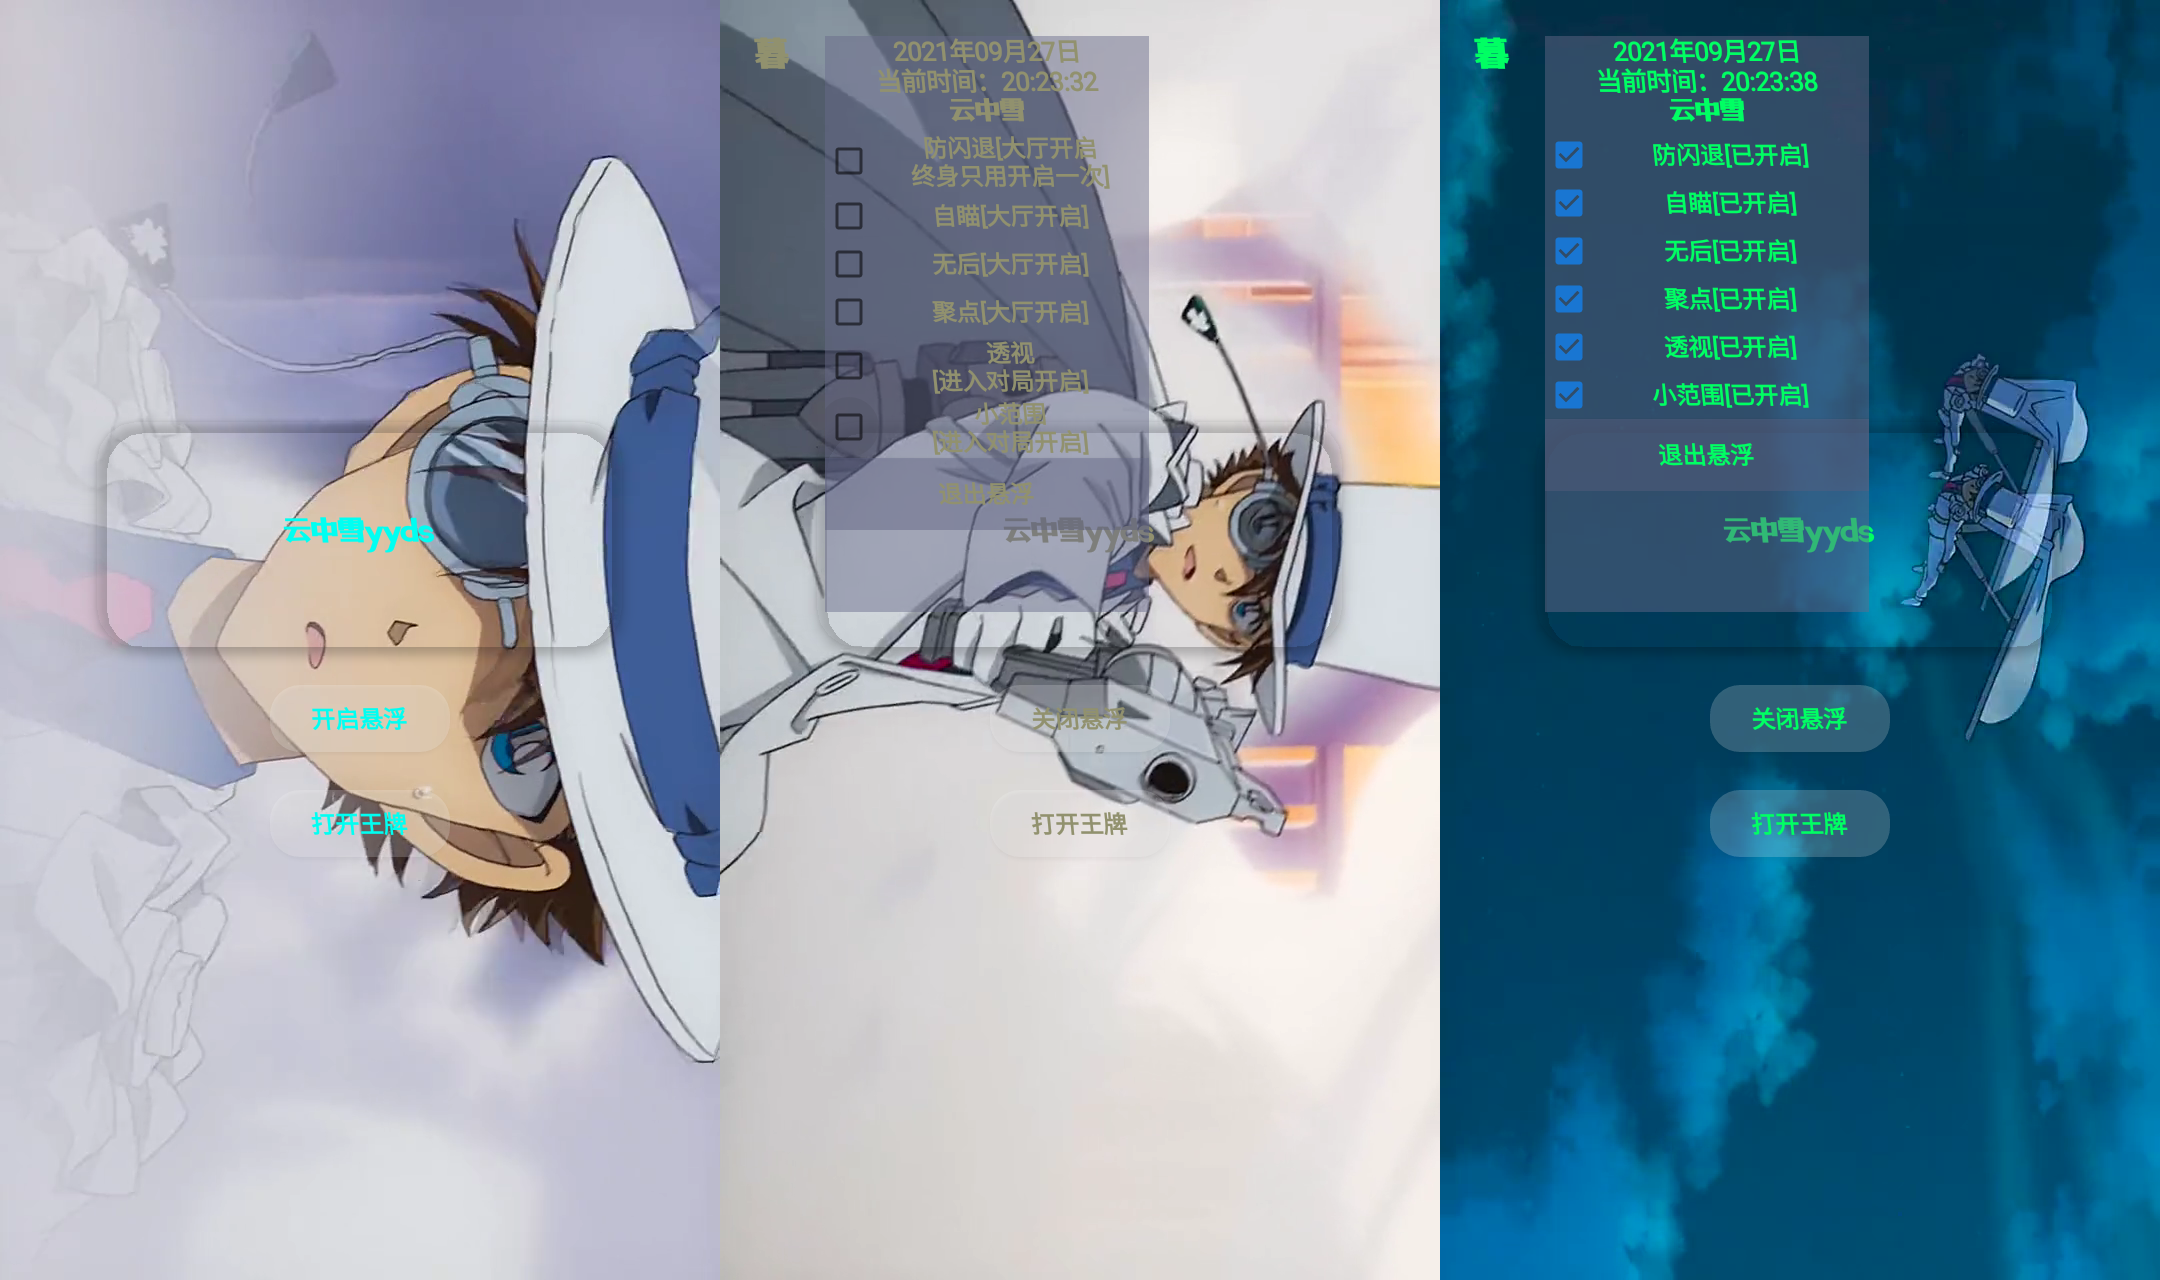 云中雪yyds
开启悬浮
打开王牌
暮
2021年09月27日
当前时间：20:23:32
云中雪
防闪退[大厅开启
终身只用开启一次]
自瞄[大厅开启]
无后[大厅开启]
聚点[大厅开启]
透视
[进入对局开启]
小范围
[进入对局开启]
退出悬浮
云中雪yyds
关闭悬浮
打开王牌
暮
2021年09月27日
当前时间：20:23:38
云中雪
防闪退[已开启]
自瞄[已开启]
无后[已开启]
聚点[已开启]
透视[已开启]
小范围[已开启]
退出悬浮
云中雪yyds
关闭悬浮
打开王牌